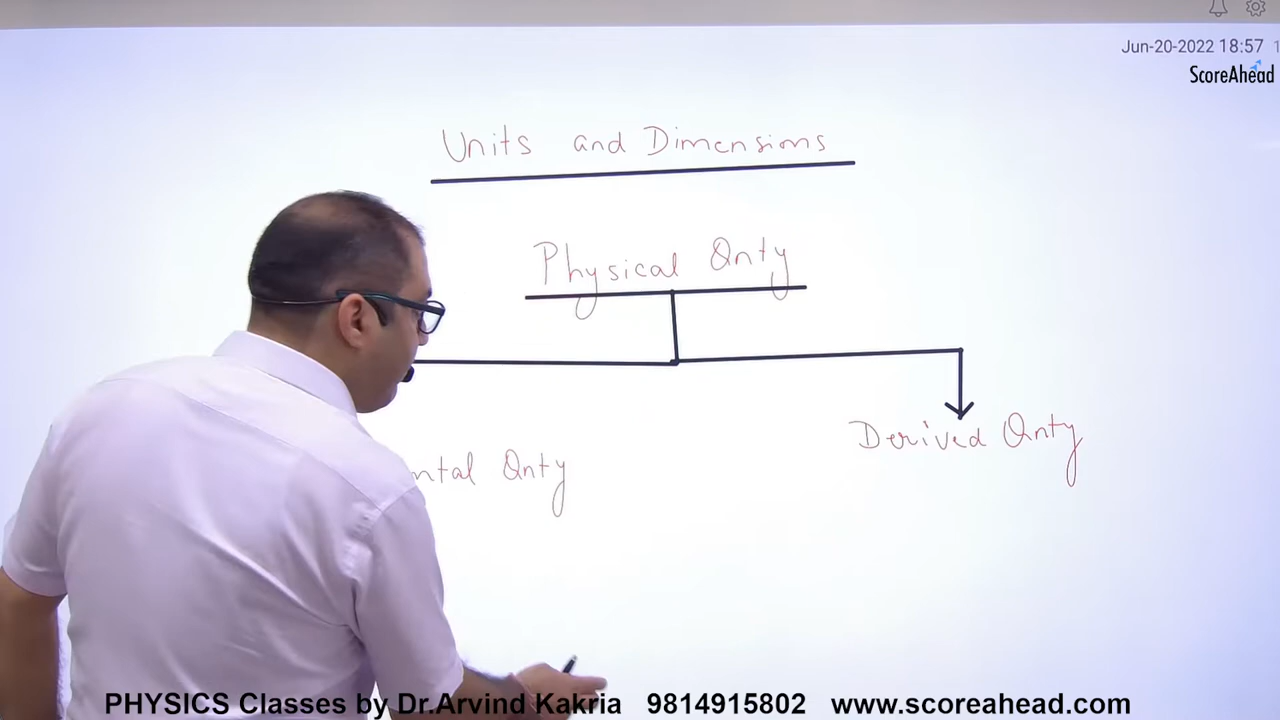 Jun-20-2022 18:57
ScoreAhead
Units and Dimensions
Physical Qnty
Derived Qnty
ntal Qnty
PHYSICS Classes by Dr.Arvind Kakria 9814915802 www.scoreahead.com